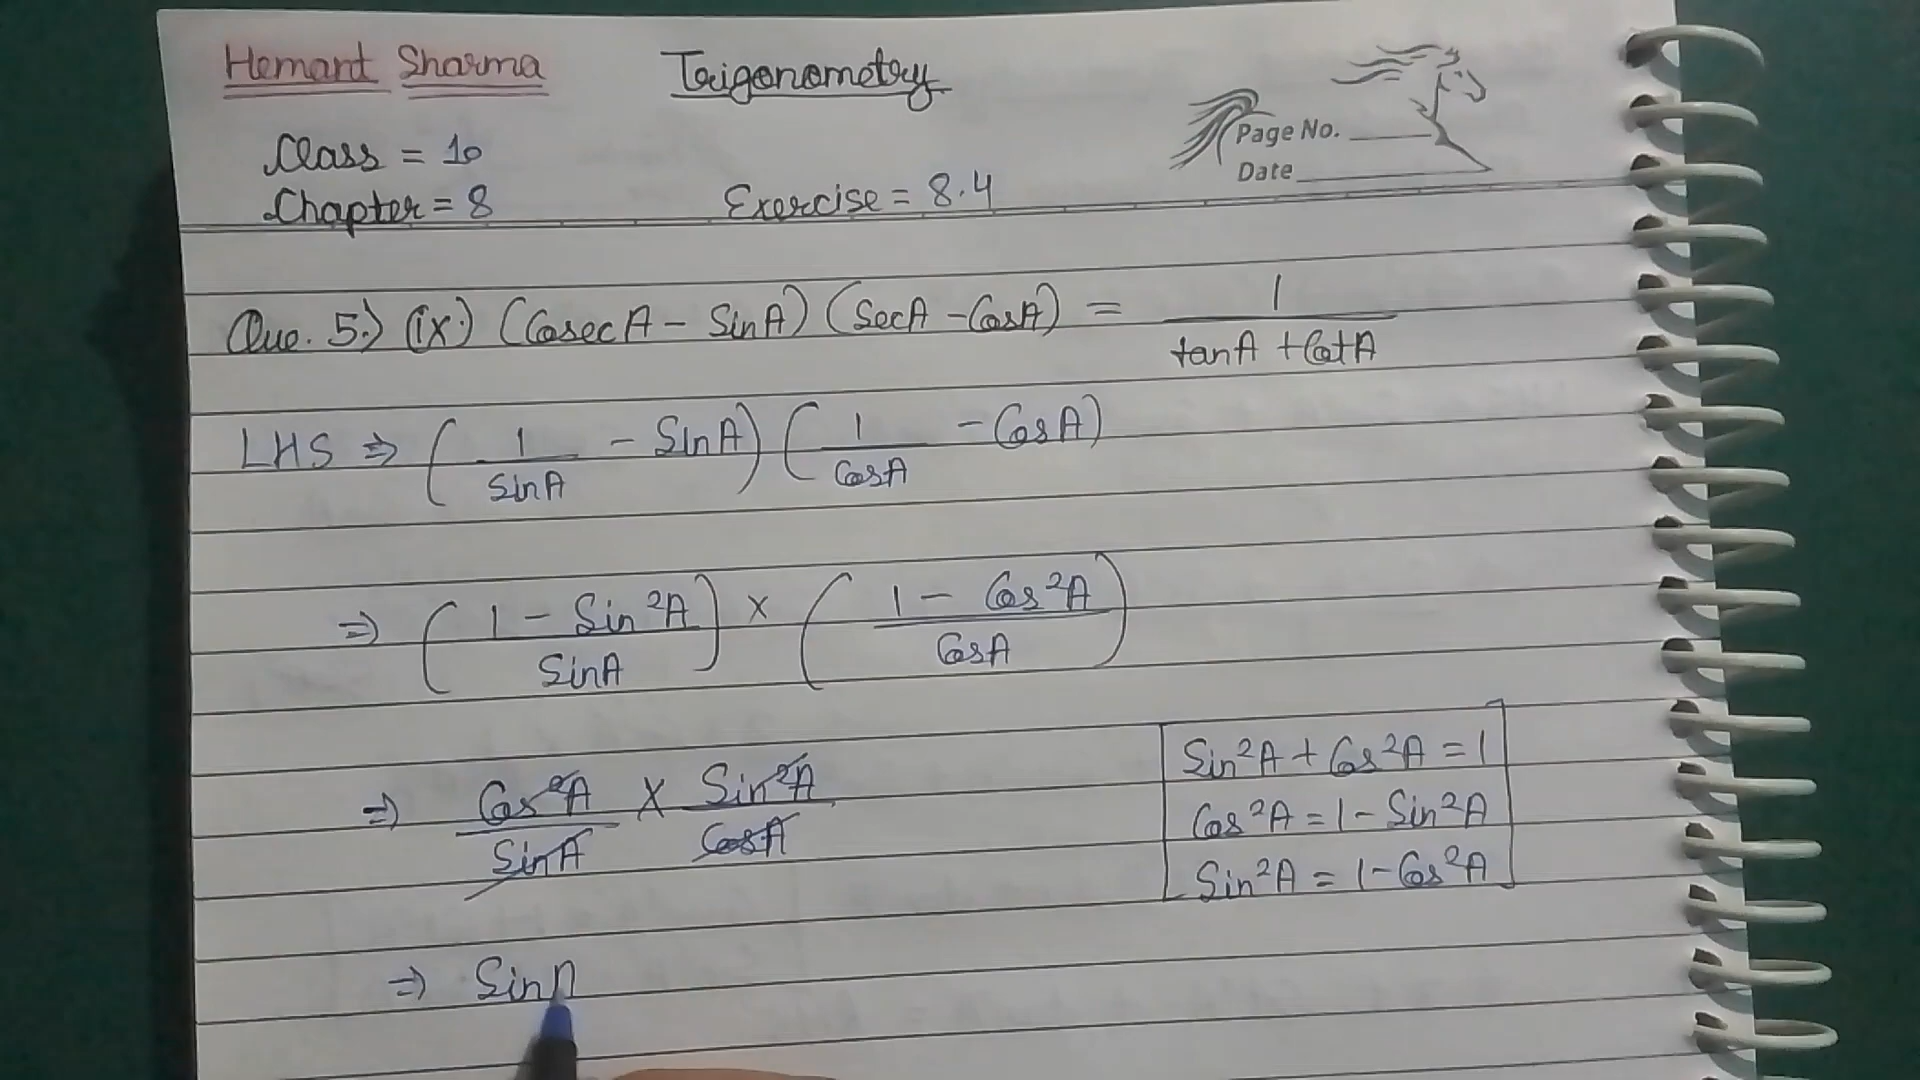 Hemant Sharma Trigonometry
Class = 10
Page No.
Date
Chapter = 8 Exercise = 8.4
Que. 5.) (ix.) (CosecA - SinA) (SecA - CosA) = 1 / tanA + CotA
LHS ⇒ (1 / SinA - SinA) (1 / CosA - CosA)
⇒ (1 - Sin²A / SinA) × (1 - Cos²A / CosA)
⇒ Cos²A / SinA × Sin²A / CosA
Sin²A + Cos²A = 1
Cos²A = 1 - Sin²A
Sin²A = 1 - Cos²A
⇒ Sin